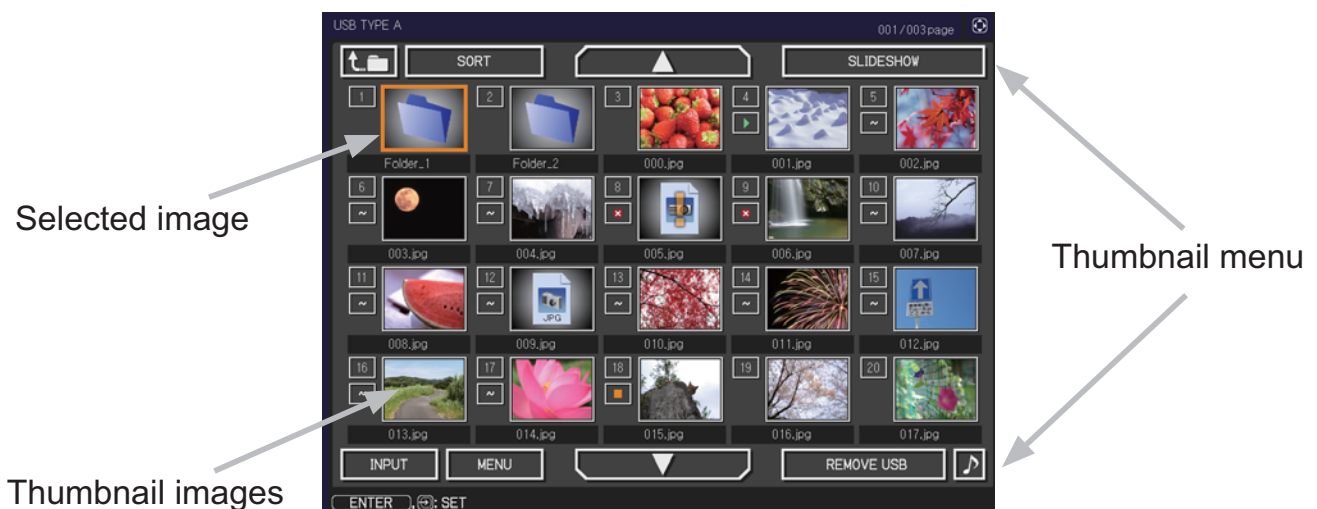 USB TYPE A 001/003page
SORT SLIDESHOW
1 2 3 4 5
~
Folder_1 Folder_2 000.jpg 001.jpg 002.jpg
6 7 8 9 10
~ ~ ~
Selected image
003.jpg 004.jpg 005.jpg 006.jpg 007.jpg
Thumbnail menu
11 12 13 14 15
~ ~ ~ ~ ~
JPG
008.jpg 009.jpg 010.jpg 011.jpg 012.jpg
16 17 18 19 20
~ ~
013.jpg 014.jpg 015.jpg 016.jpg 017.jpg
INPUT MENU REMOVE USB
Thumbnail images
ENTER , : SET